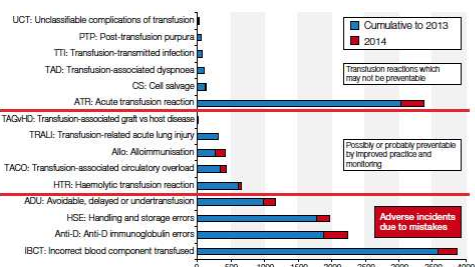 UCT: Unclassifiable complications of transfusion
PTP: Post-transfusion purpura
TTI: Transfusion-transmitted infection
TAD: Transfusion-associated dyspnoea
CS: Cell salvage
ATR: Acute transfusion reaction
TAGvHD: Transfusion-associated graft vs host disease
TRALI: Transfusion-related acute lung injury
Allo: Alloimmunisation
TACO: Transfusion-associated circulatory overload
HTR: Haemolytic transfusion reaction
ADU: Avoidable, delayed or undertransfusion
HSE: Handling and storage errors
Anti-D: Anti-D immunoglobulin errors
IBCT: Incorrect blood component transfused
Cumulative to 2013
2014
Transfusion reactions which
may not be preventable
Possibly or probably preventable
by improved practice and
monitoring
Adverse incidents
due to mistakes
0 500 1000 1500 2000 2500 3000 3500 4000